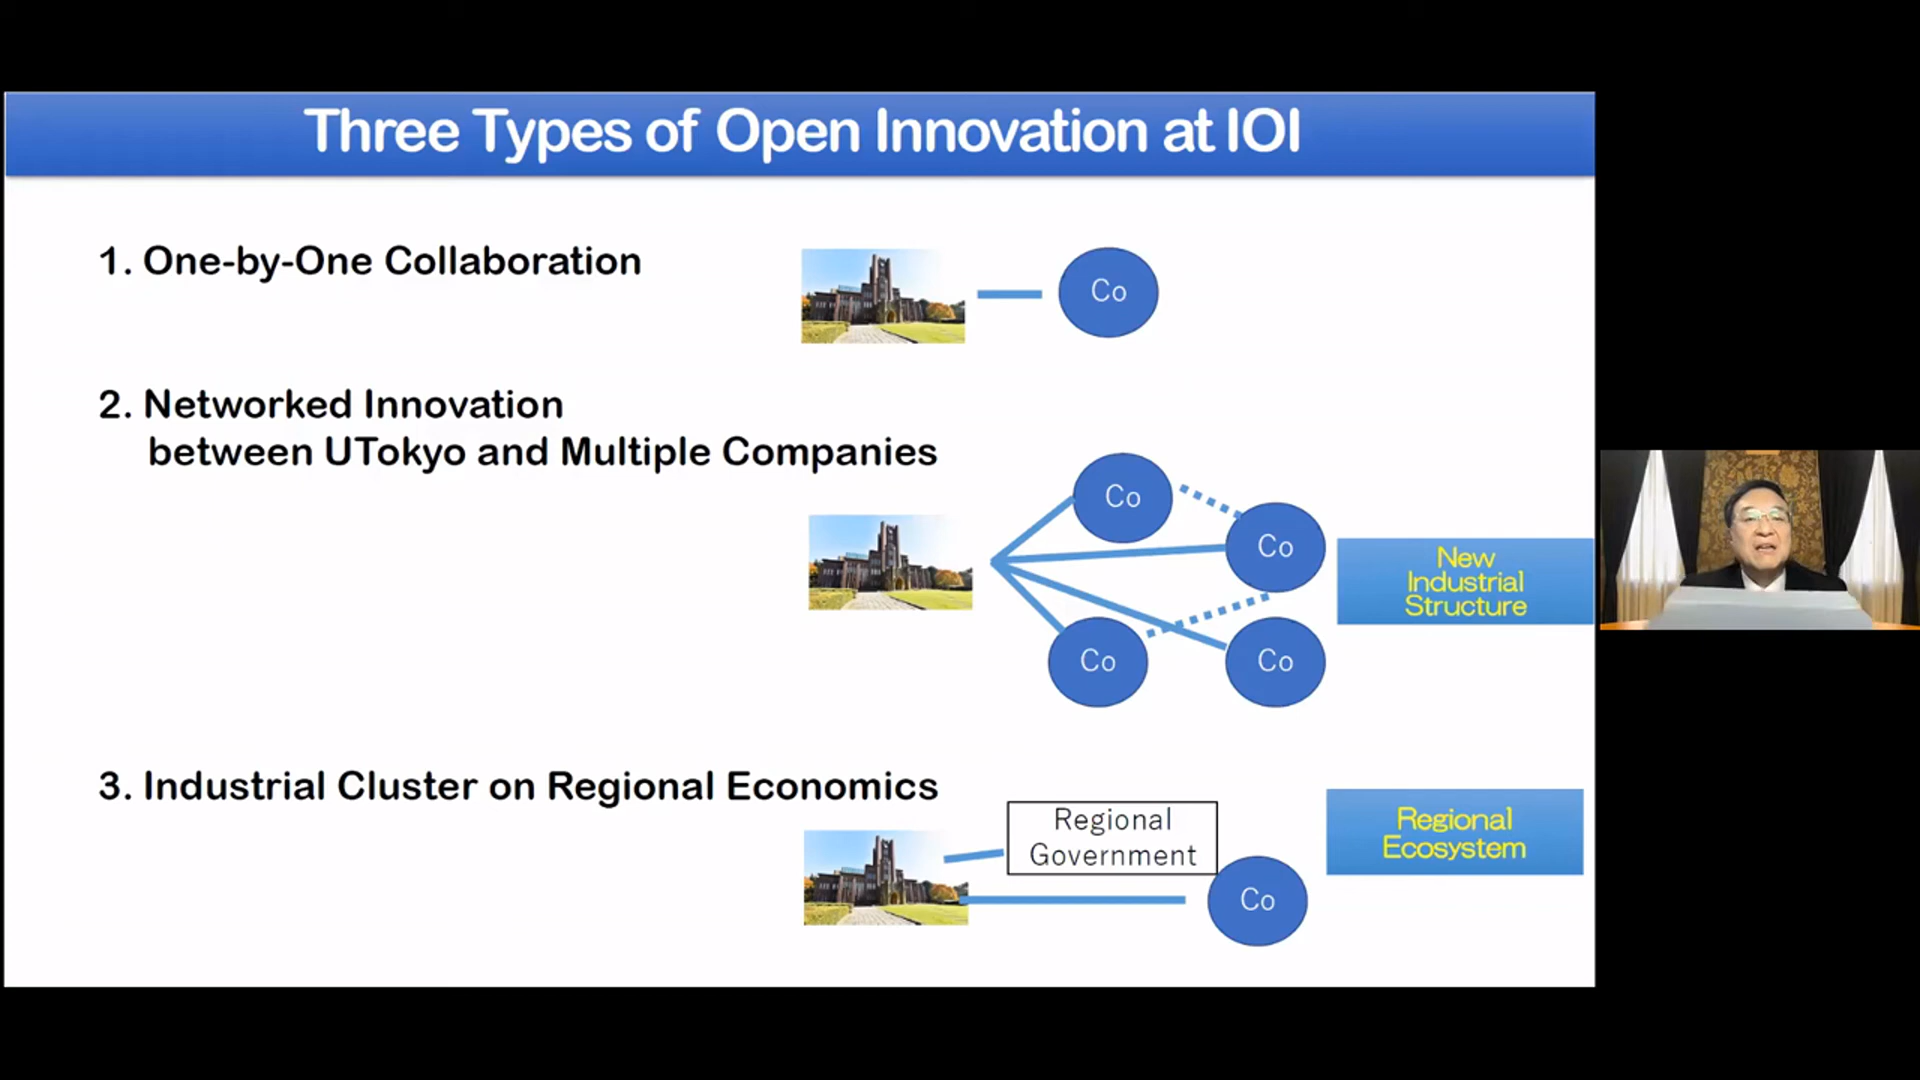 Three Types of Open Innovation at IOI
1. One-by-One Collaboration
Co
2. Networked Innovation
between UTokyo and Multiple Companies
Co
Co
New
Industrial
Structure
Co
Co
3. Industrial Cluster on Regional Economics
Regional
Government
Regional
Ecosystem
Co